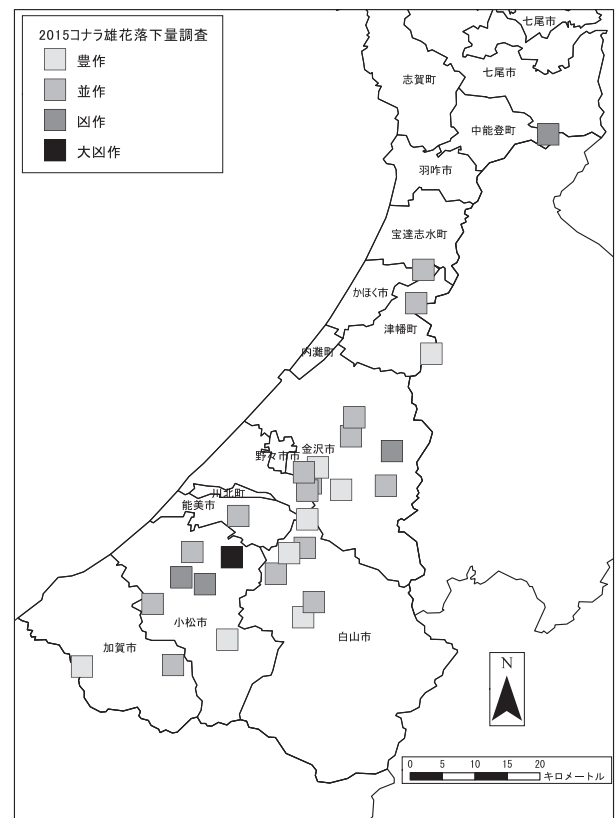 2015コナラ雄花落下量調査
豊作
並作
凶作
大凶作
七尾市
七尾市
志賀町
中能登町
羽咋市
宝達志水町
かほく市
津幡町
内灘町
金沢市
野々市市
川北町
能美市
小松市
加賀市
白山市
N
0 5 10 15 20
キロメートル